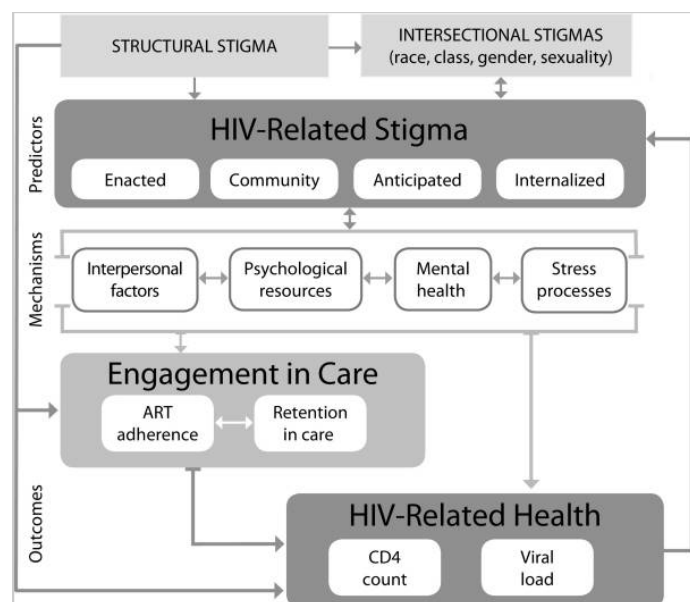 STRUCTURAL STIGMA
INTERSECTIONAL STIGMAS
(race, class, gender, sexuality)
Predictors
HIV-Related Stigma
Enacted
Community
Anticipated
Internalized
Mechanisms
Interpersonal
factors
Psychological
resources
Mental
health
Stress
processes
Outcomes
Engagement in Care
ART
adherence
Retention
in care
HIV-Related Health
CD4
count
Viral
load